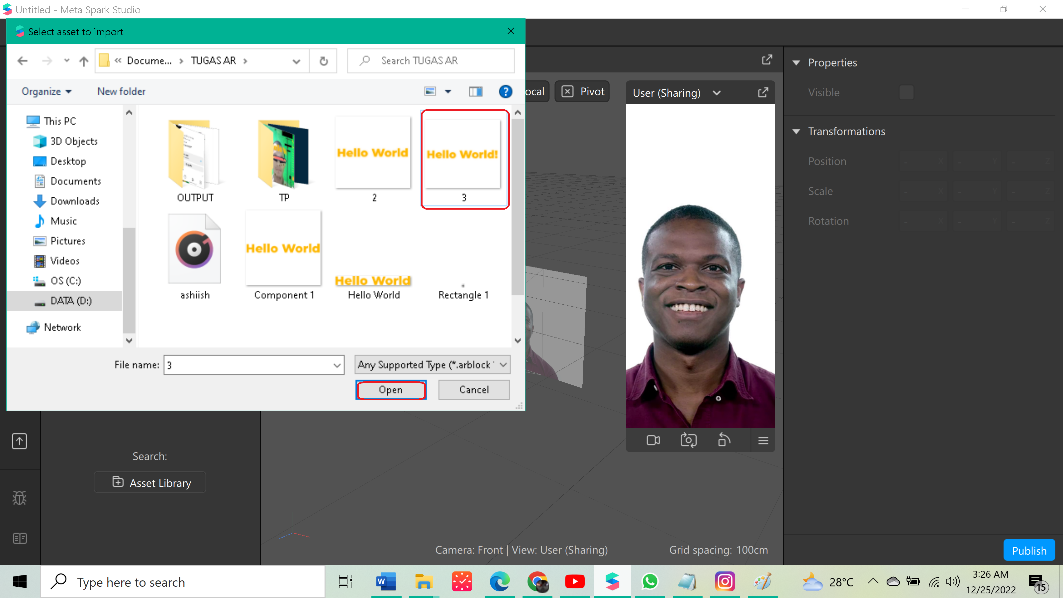 Untitled - Meta Spark Studio
Select asset to import
« Docume... › TUGAS AR ›
Search TUGAS AR
Organize
New folder
This PC
3D Objects
Desktop
Documents
Downloads
Music
Pictures
Videos
OS (C:)
DATA (D:)
Network
OUTPUT
TP
Hello World
2
Hello World!
3
ashiish
Hello World
Component 1
Hello World
Hello World
Rectangle 1
File name:
3
Any Supported Type (*.arblock
Open
Cancel
Pivot
User (Sharing)
Properties
Visible
Transformations
Position
Scale
Rotation
Search:
Asset Library
Camera: Front | View: User (Sharing)
Grid spacing: 100cm
Publish
Type here to search
28°C
3:26 AM
12/25/2022
15